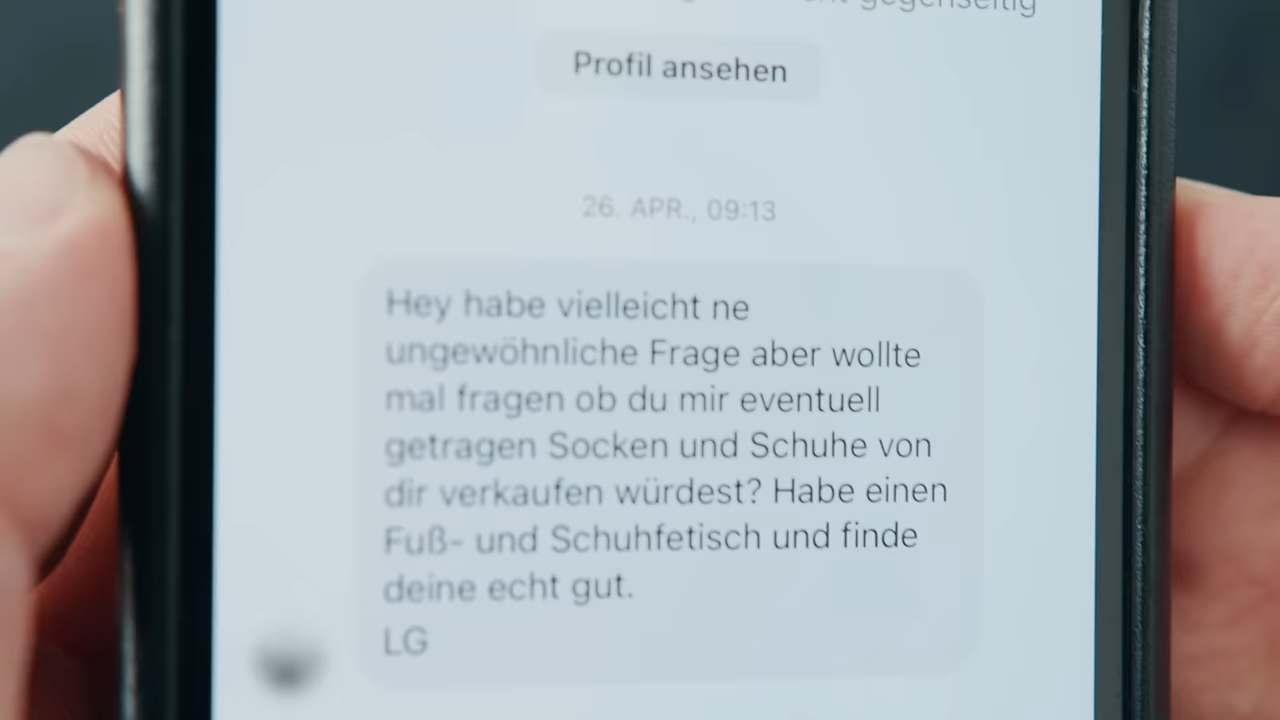 gegenseitig
Profil ansehen
26. APR., 09:13
Hey habe vielleicht ne
ungewöhnliche Frage aber wollte
mal fragen ob du mir eventuell
getragen Socken und Schuhe von
dir verkaufen würdest? Habe einen
Fuß- und Schuhfetisch und finde
deine echt gut.
LG